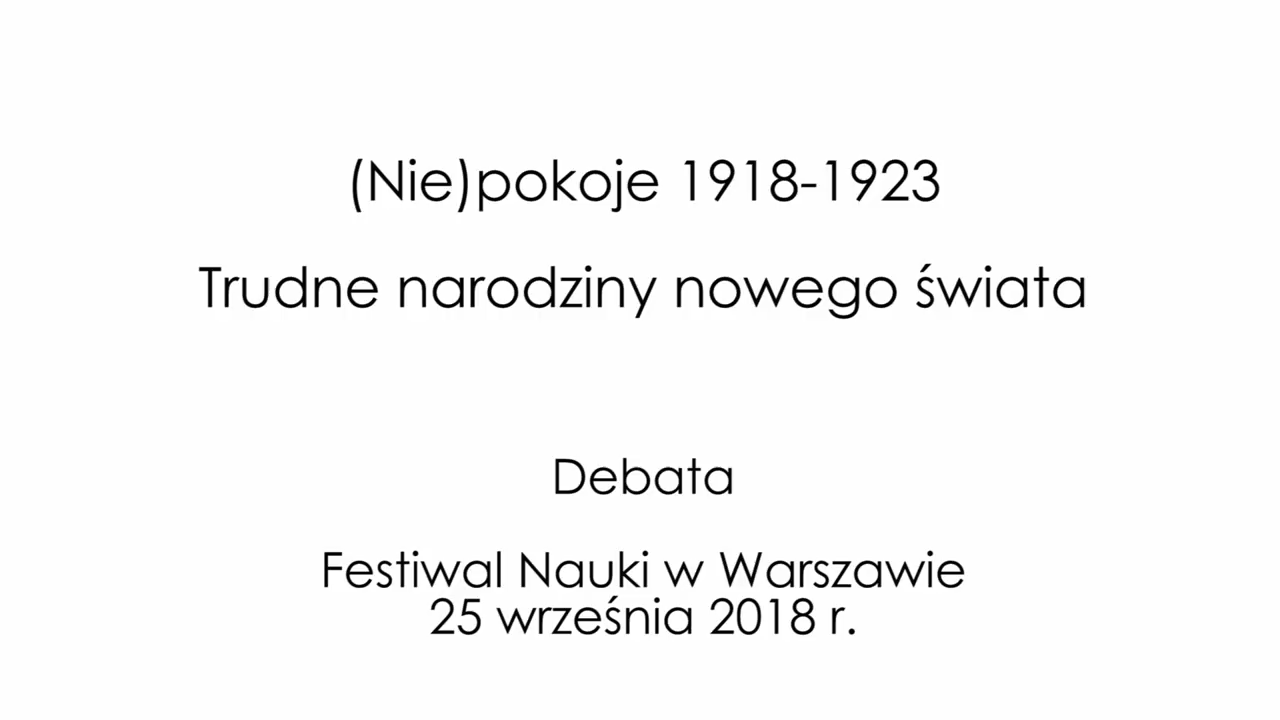 (Nie)pokoje 1918-1923
Trudne narodziny nowego świata
Debata
Festiwal Nauki w Warszawie
25 września 2018 r.